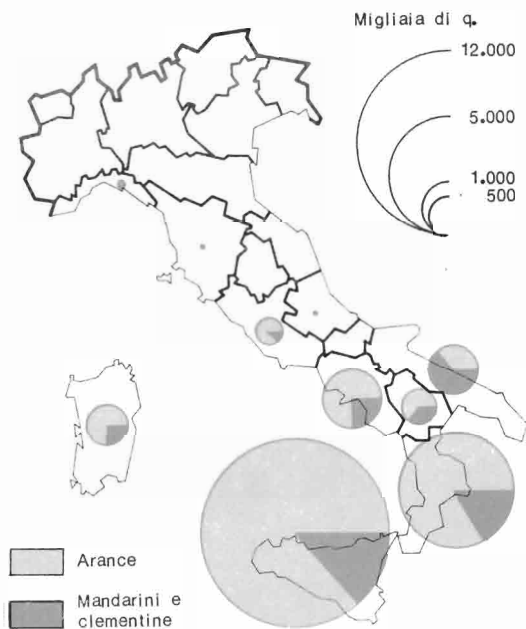 Migliaia di q.
12.000
5.000
1.000
500
Arance
Mandarini e
clementine